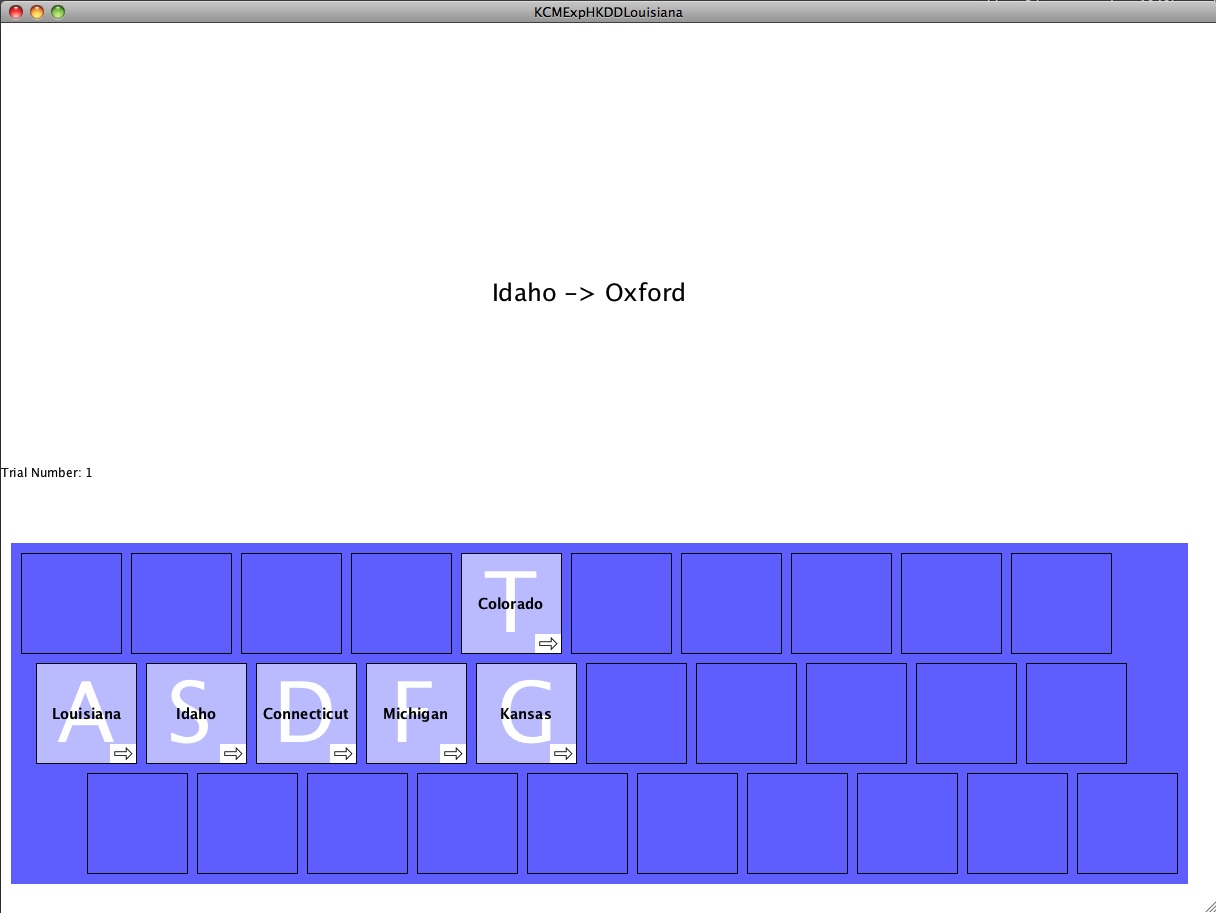 KCMExpHKDDLouisiana
Idaho -> Oxford
Trial Number: 1
T
Colorado
A
Louisiana
S
Idaho
D
Connecticut
F
Michigan
G
Kansas